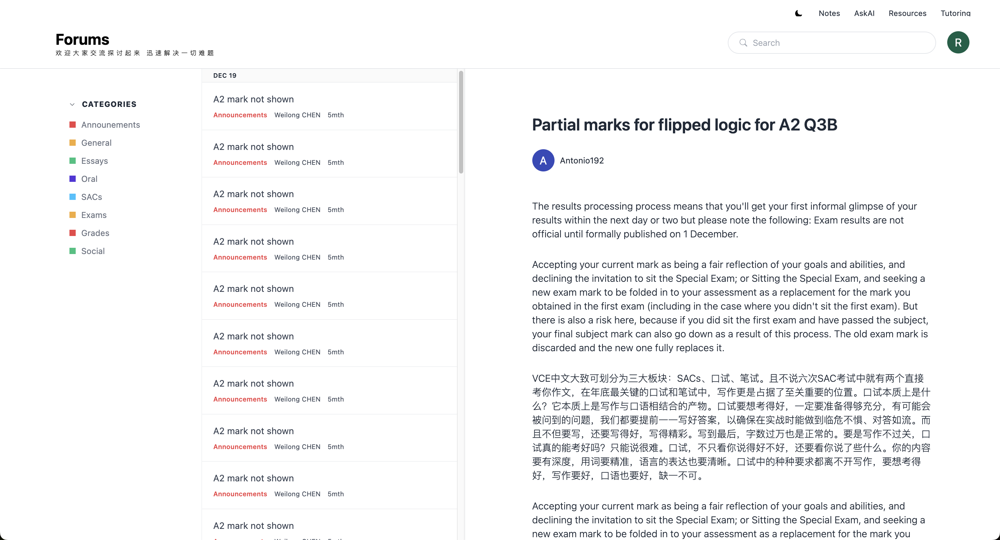 Notes
AskAI
Resources
Tutoring
Forums
欢迎大家交流探讨起来 迅速解决一切难题
Search
R
CATEGORIES
Announements
General
Essays
Oral
SACs
Exams
Grades
Social
DEC 19
A2 mark not shown
Announcements Weilong CHEN 5mth
A2 mark not shown
Announcements Weilong CHEN 5mth
A2 mark not shown
Announcements Weilong CHEN 5mth
A2 mark not shown
Announcements Weilong CHEN 5mth
A2 mark not shown
Announcements Weilong CHEN 5mth
A2 mark not shown
Announcements Weilong CHEN 5mth
A2 mark not shown
Announcements Weilong CHEN 5mth
A2 mark not shown
Announcements Weilong CHEN 5mth
A2 mark not shown
Announcements Weilong CHEN 5mth
A2 mark not shown
Partial marks for flipped logic for A2 Q3B
A
Antonio192
The results processing process means that you'll get your first informal glimpse of your
results within the next day or two but please note the following: Exam results are not
official until formally published on 1 December.
Accepting your current mark as being a fair reflection of your goals and abilities, and
declining the invitation to sit the Special Exam; or Sitting the Special Exam, and seeking a
new exam mark to be folded in to your assessment as a replacement for the mark you
obtained in the first exam (including in the case where you didn't sit the first exam). But
there is also a risk here, because if you did sit the first exam and have passed the subject,
your final subject mark can also go down as a result of this process. The old exam mark is
discarded and the new one fully replaces it.
VCE中文大致可划分为三大板块：SACs、口试、笔试。且不说六次SAC考试中就有两个直接
考你作文，在年底最关键的口试和笔试中，写作更是占据了至关重要的位置。口试本质上是什
么？它本质上是写作与口语相结合的产物。口试要想考得好，一定要准备得够充分，有可能会
被问到的问题，我们都要提前一一写好答案，以确保在实战时能做到临危不惧、对答如流。而
且不但要写，还要写得好，写得精彩。写到最后，字数过万也是正常的。要是写作不过关，口
试真的能考好吗？只能说很难。口试，不只看你说得好不好，还要看你说了些什么。你的内容
要有深度，用词要精准，语言的表达也要清晰。口试中的种种要求都离不开写作，要想考得
好，写作要好，口语也要好，缺一不可。
Accepting your current mark as being a fair reflection of your goals and abilities, and
declining the invitation to sit the Special Exam; or Sitting the Special Exam, and seeking a
new exam mark to be folded in to your assessment as a replacement for the mark you